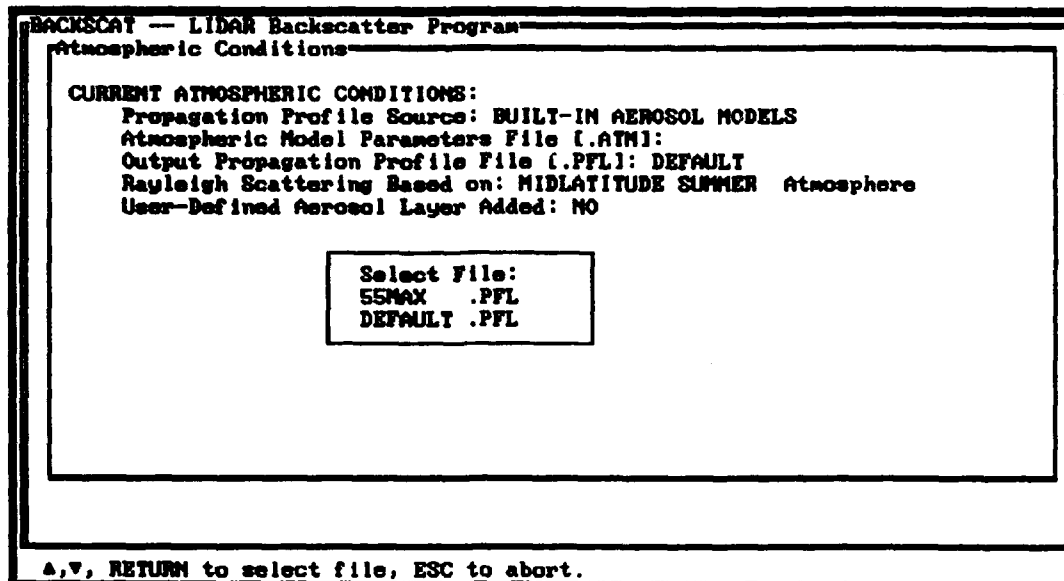 BACKSCAT -- LIDAR Backscatter Program
Atmospheric Conditions
CURRENT ATMOSPHERIC CONDITIONS:
Propagation Profile Source: BUILT-IN AEROSOL MODELS
Atmospheric Model Parameters File [.ATM]:
Output Propagation Profile File [.PFL]: DEFAULT
Rayleigh Scattering Based on: MIDLATITUDE SUMMER Atmosphere
User-Defined Aerosol Layer Added: NO
Select File:
55MAX .PFL
DEFAULT .PFL
▲,▼, RETURN to select file, ESC to abort.